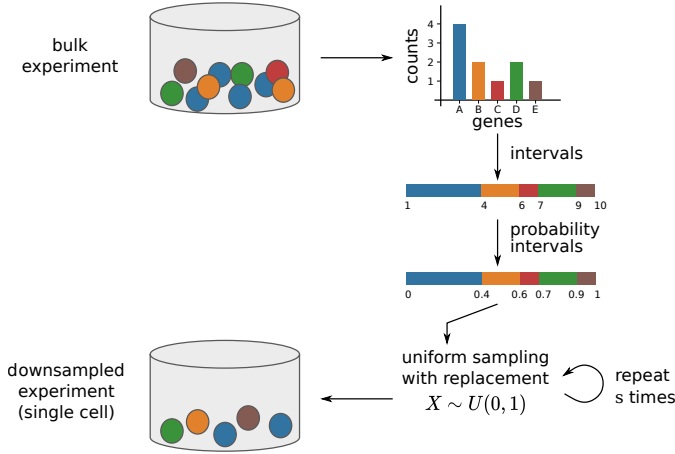 bulk
experiment
counts
4
3
2
1
A B C D E
genes
intervals
1 4 6 7 9 10
probability
intervals
0 0.4 0.6 0.7 0.9 1
downsampled
experiment
(single cell)
uniform sampling
with replacement
X ∼ U(0, 1)
repeat
s times